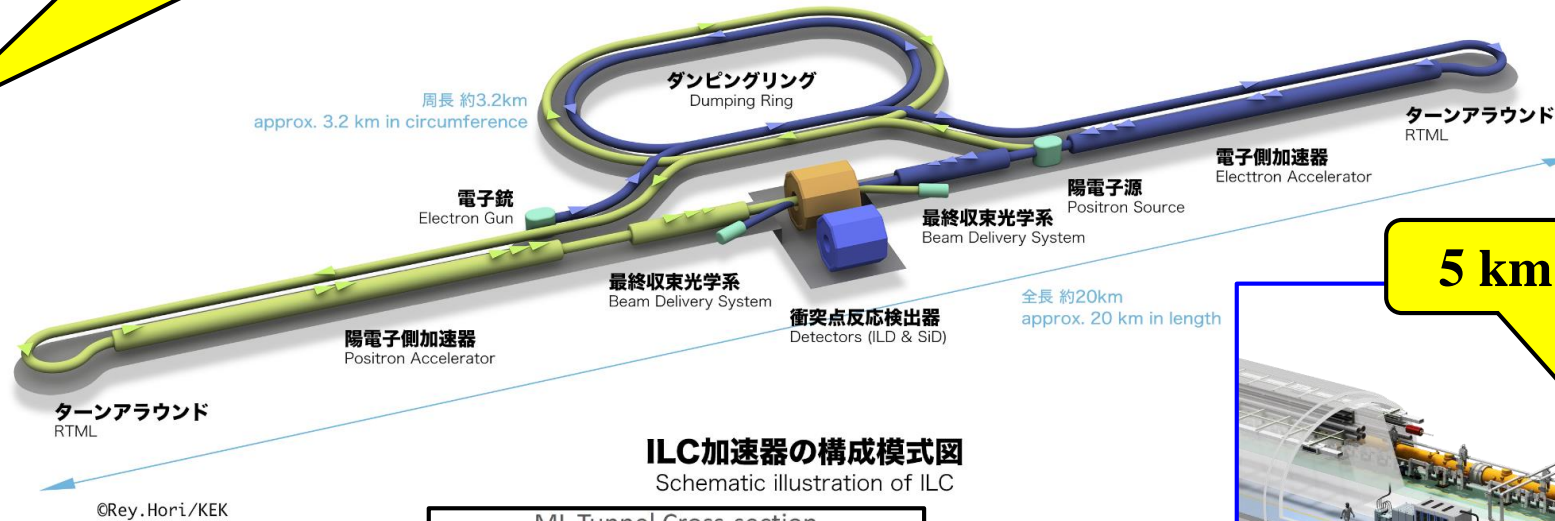 ダンピングリング
Dumping Ring
周長 約3.2km
approx. 3.2 km in circumference
ターンアラウンド
RTML
電子側加速器
Electtron Accelerator
陽電子源
Positron Source
電子銃
Electron Gun
最終収束光学系
Beam Delivery System
最終収束光学系
Beam Delivery System
5 km
全長 約20km
approx. 20 km in length
衝突点反応検出器
Detectors (ILD & SiD)
陽電子側加速器
Positron Accelerator
ターンアラウンド
RTML
ILC加速器の構成模式図
Schematic illustration of ILC
©Rey.Hori/KEK
ML Tunnel Cross-section